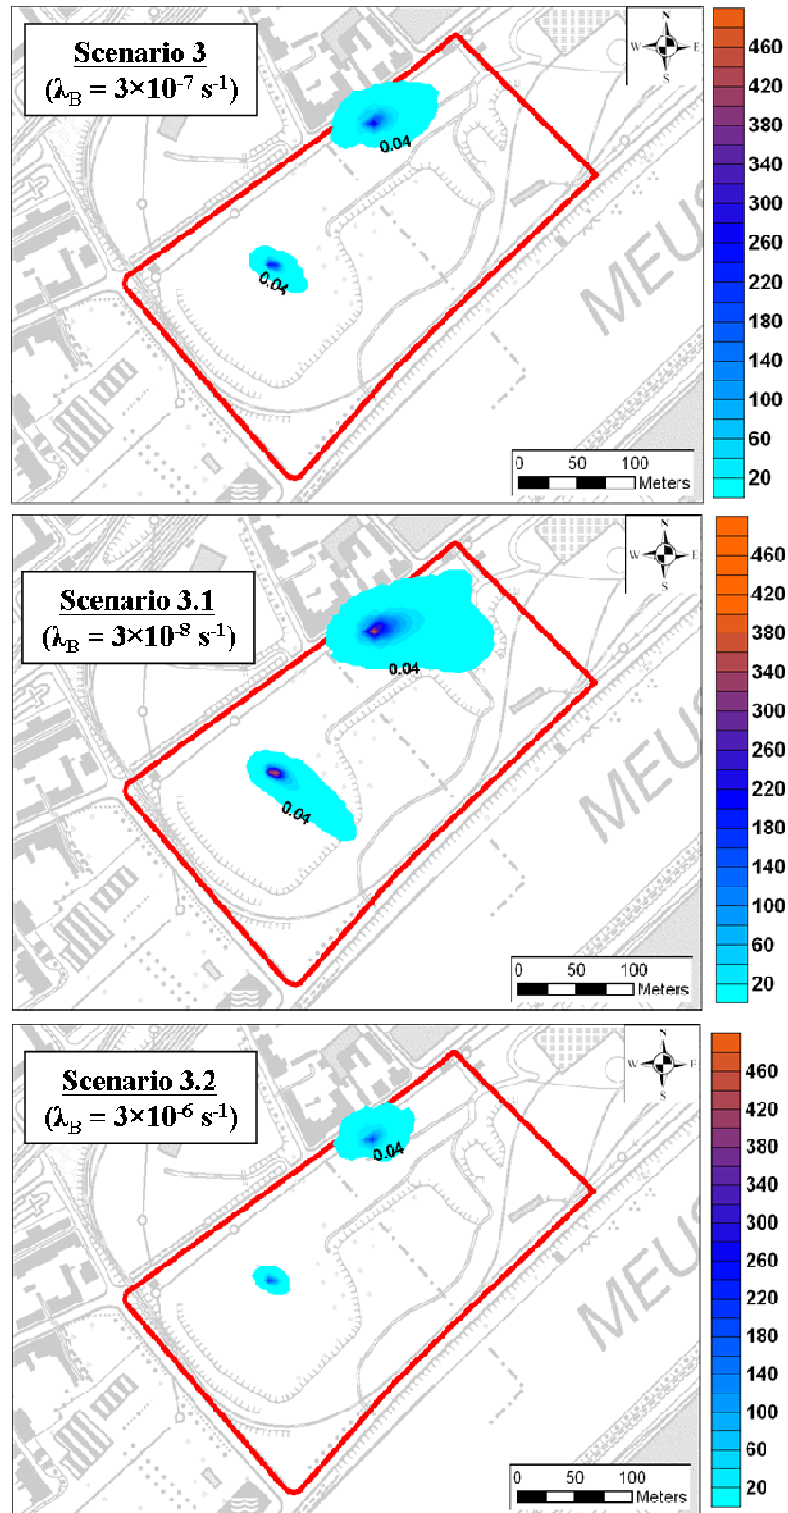 Scenario 3
(λB = 3×10-7 s-1)
N
W
E
S
0.04
0.04
MEUS
0 50 100
Meters
460
420
380
340
300
260
220
180
140
100
60
20
Scenario 3.1
(λB = 3×10-8 s-1)
N
W
E
S
0.04
0.04
MEUS
0 50 100
Meters
460
420
380
340
300
260
220
180
140
100
60
20
Scenario 3.2
(λB = 3×10-6 s-1)
N
W
E
S
0.04
MEUS
0 50 100
Meters
460
420
380
340
300
260
220
180
140
100
60
20